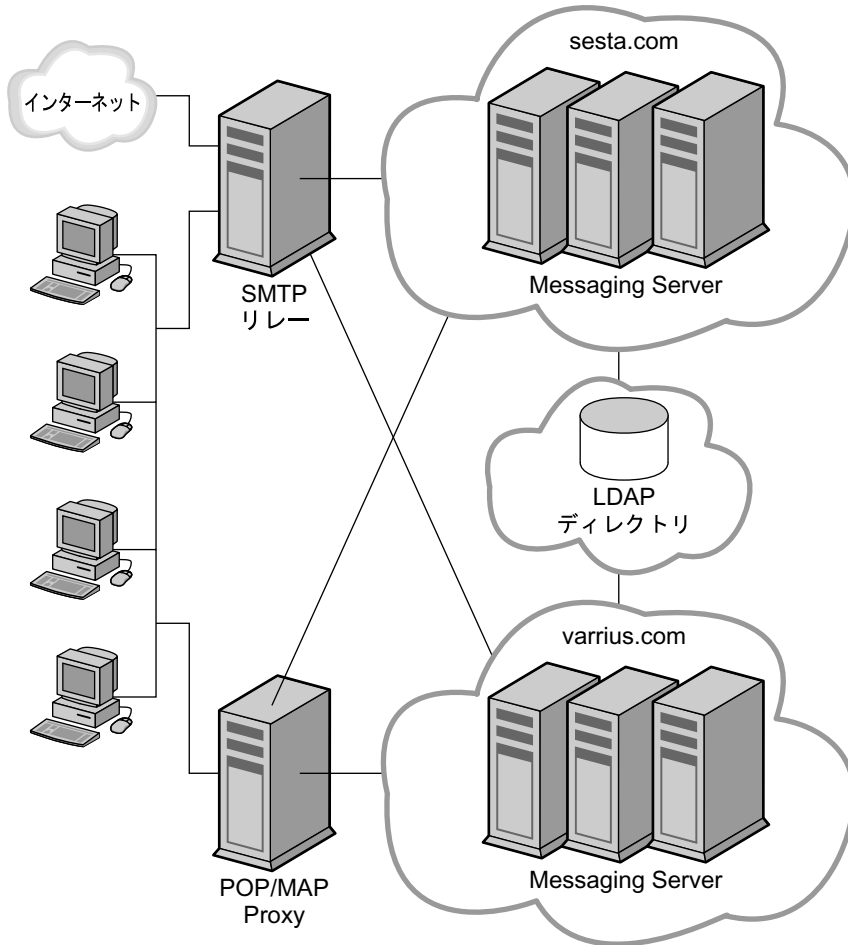 sesta.com
インターネット
Messaging Server
SMTP
リレー
LDAP
ディレクトリ
varrius.com
POP/MAP
Proxy
Messaging Server